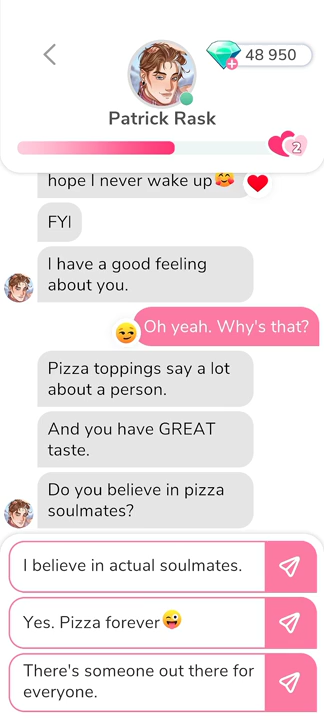 48 950
Patrick Rask
2
hope I never wake up🥰
FYI
I have a good feeling
about you.
Oh yeah. Why's that?
Pizza toppings say a lot
about a person.
And you have GREAT
taste.
Do you believe in pizza
soulmates?
I believe in actual soulmates.
Yes. Pizza forever😜
There's someone out there for
everyone.